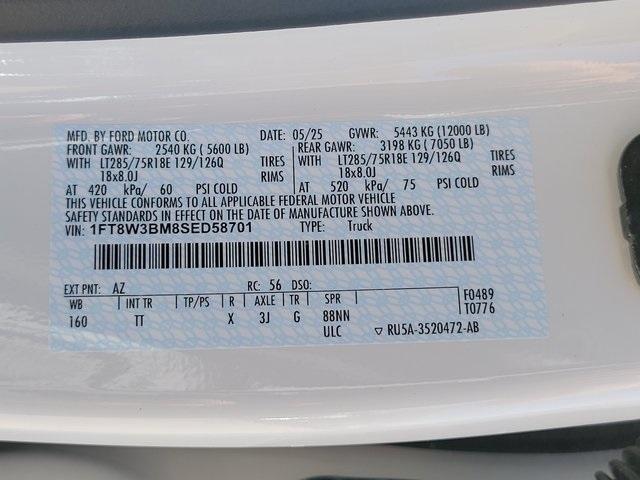 MFD. BY FORD MOTOR CO. DATE: 05/25 GVWR: 5443 KG (12000 LB)
FRONT GAWR: 2540 KG ( 5600 LB) REAR GAWR: 3198 KG ( 7050 LB)
WITH LT285/75R18E 129/126Q TIRES WITH LT285/75R18E 129/126Q TIRES
18x8.0J RIMS 18x8.0J RIMS
AT 420 kPa/ 60 PSI COLD AT 520 kPa/ 75 PSI COLD
THIS VEHICLE CONFORMS TO ALL APPLICABLE FEDERAL MOTOR VEHICLE
SAFETY STANDARDS IN EFFECT ON THE DATE OF MANUFACTURE SHOWN ABOVE.
VIN: 1FT8W3BM8SED58701 TYPE: Truck
EXT PNT: AZ RC: 56 DSO:
WB INT TR TP/PS R AXLE TR SPR F0489
160 TT X 3J G 88NN T0776
ULC RU5A-3520472-AB